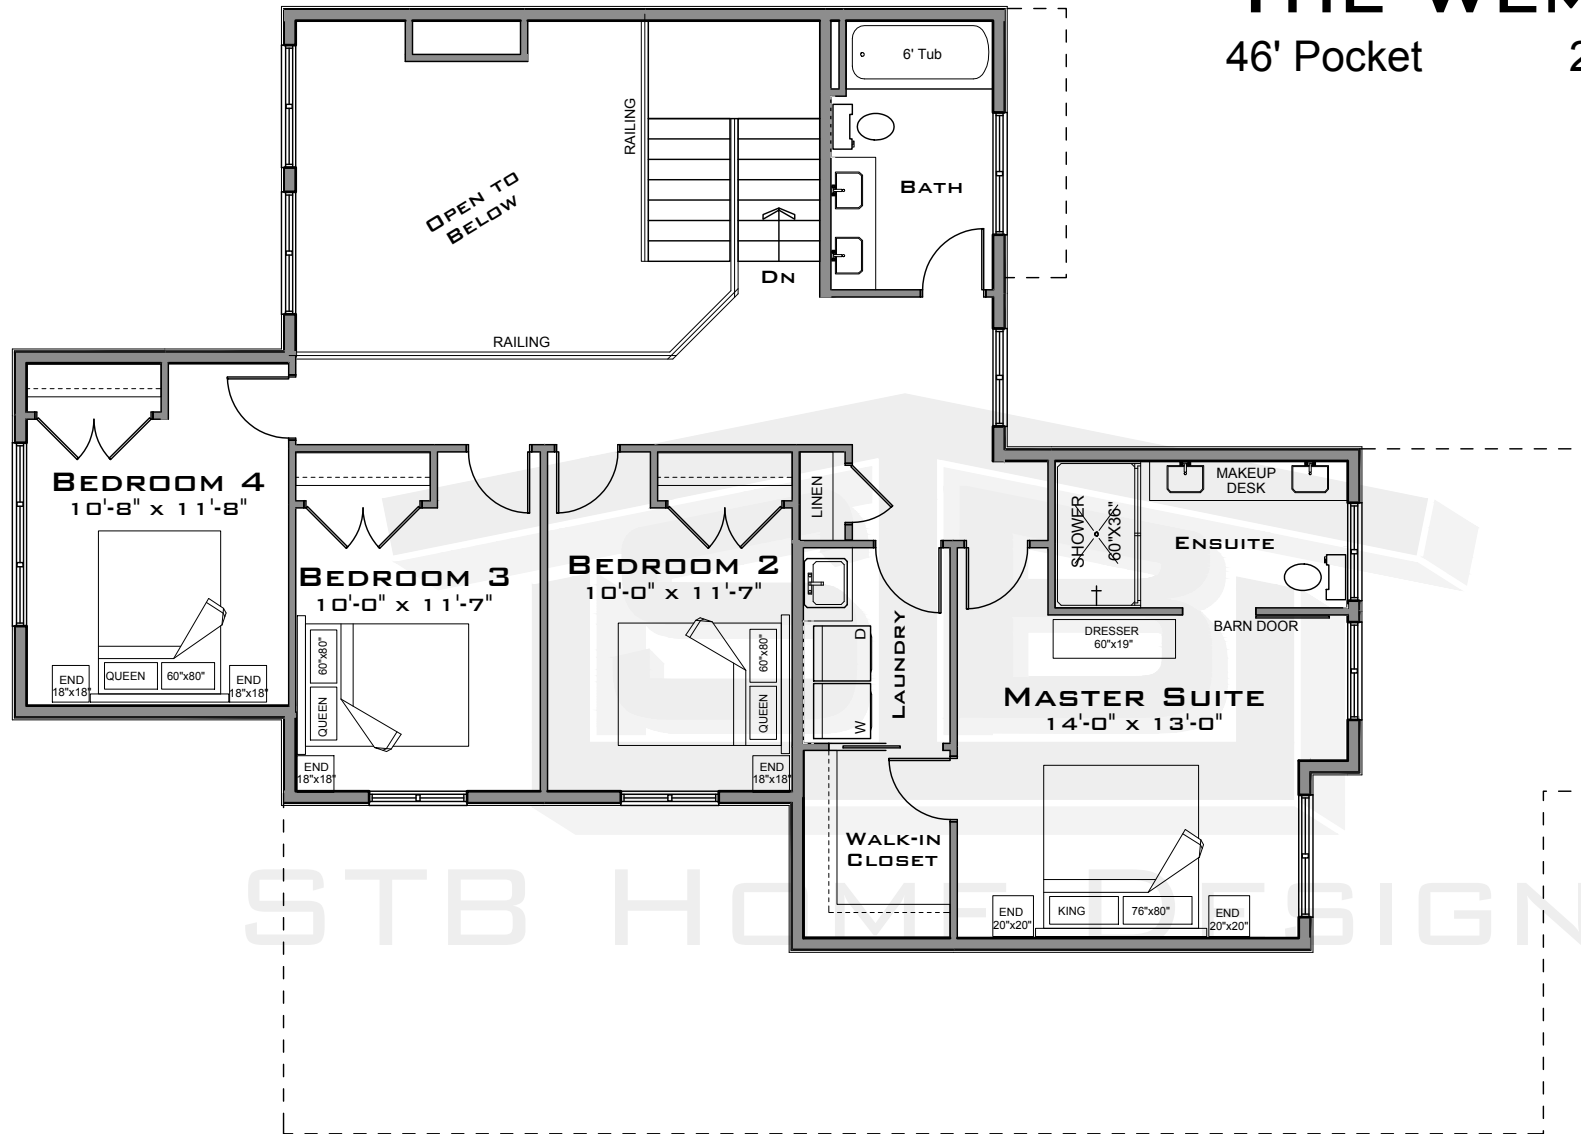 46' Pocket
6' Tub
RAILING
BATH
OPEN TO
BELOW
DN
RAILING
BEDROOM 4
10'-8" x 11'-8"
LINEN
MAKEUP
DESK
SHOWER
60"X36"
ENSUITE
BEDROOM 3
10'-0" x 11'-7"
BEDROOM 2
10'-0" x 11'-7"
BARN DOOR
DRESSER
60"x19"
D
W
LAUNDRY
QUEEN
60"x80"
END
18"x18"
END
18"x18"
60"x80"
QUEEN
60"x80"
QUEEN
MASTER SUITE
14'-0" x 13'-0"
END
18"x18"
END
18"x18"
WALK-IN
CLOSET
KING
76"x80"
END
20"x20"
END
20"x20"
STB HOME DESIGN